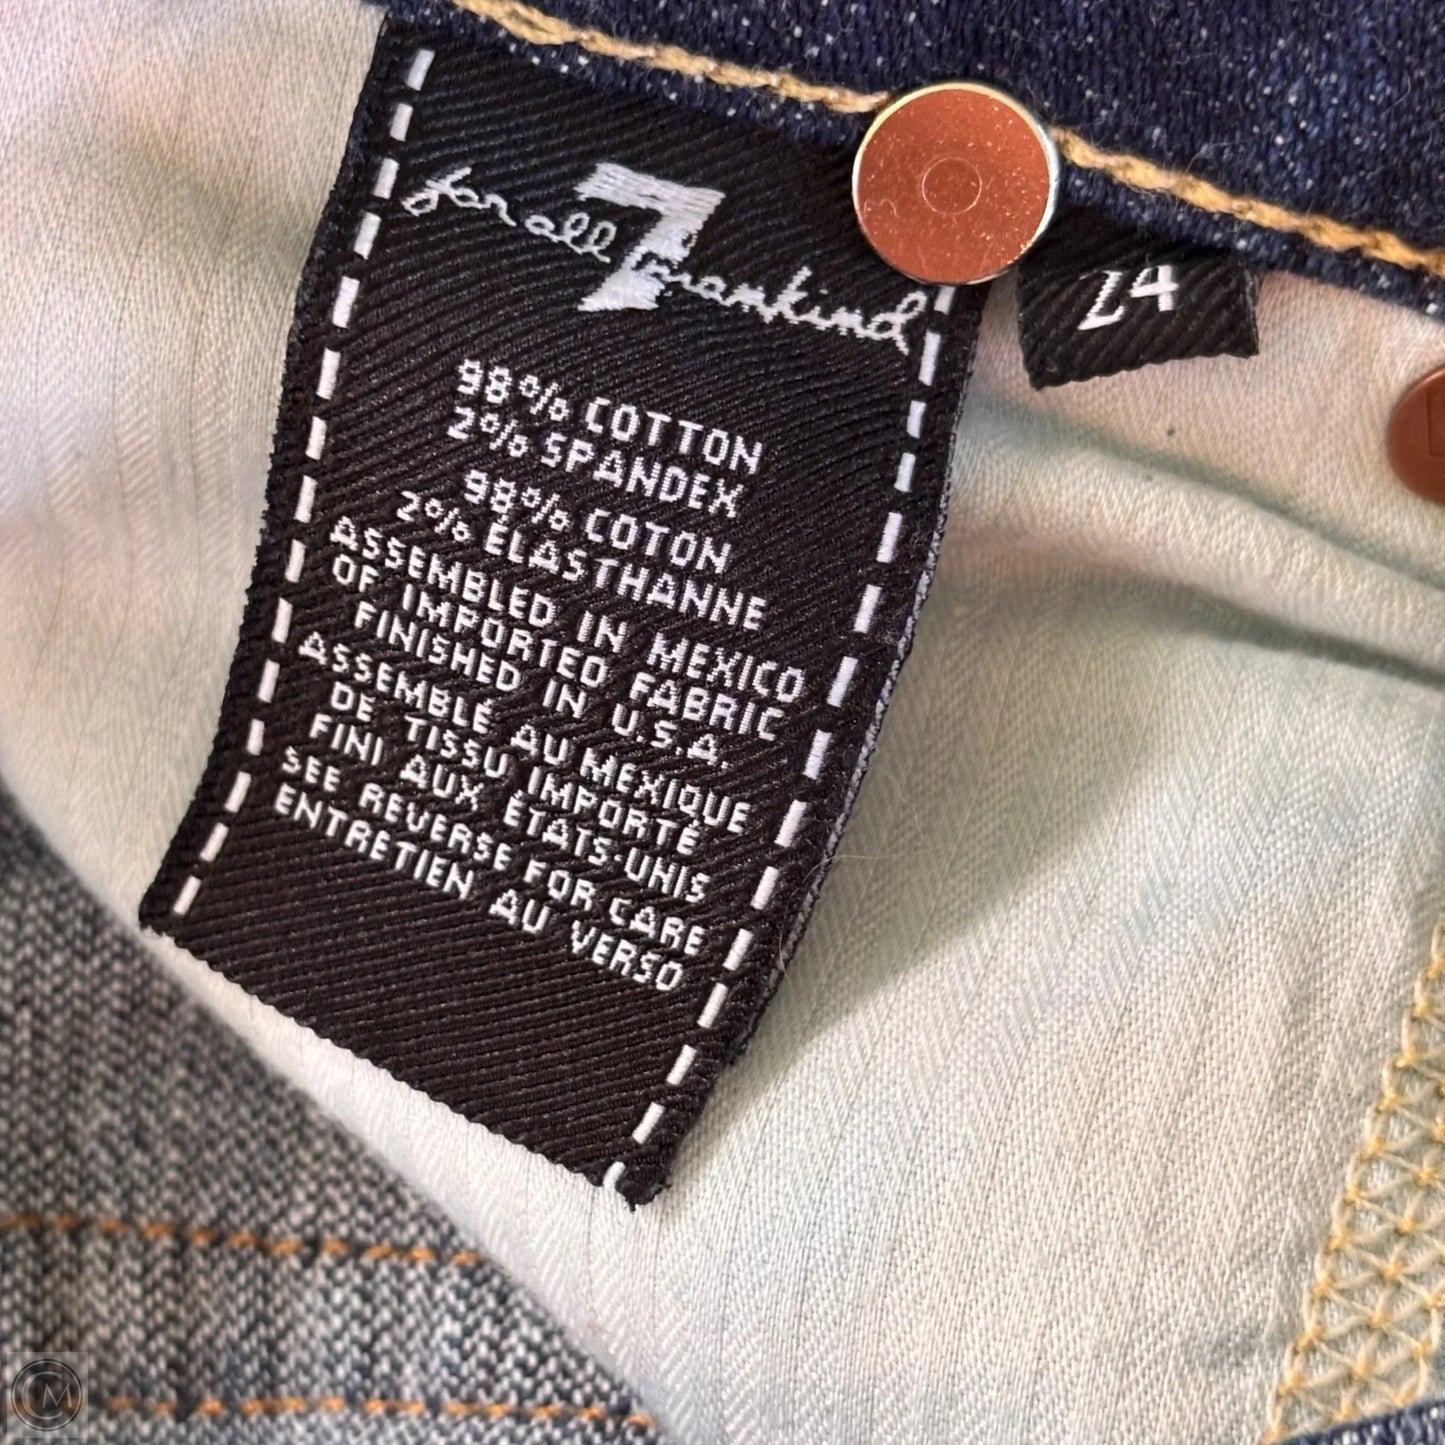 for all 7 mankind
24
98% COTTON
2% SPANDEX
98% COTON
2% ÉLASTHANNE
ASSEMBLED IN MEXICO
OF IMPORTED FABRIC
FINISHED IN U.S.A.
ASSEMBLÉ AU MEXIQUE
DE TISSU IMPORTÉ
FINI AUX ÉTATS-UNIS
SEE REVERSE FOR CARE
ENTRETIEN AU VERSO
CM